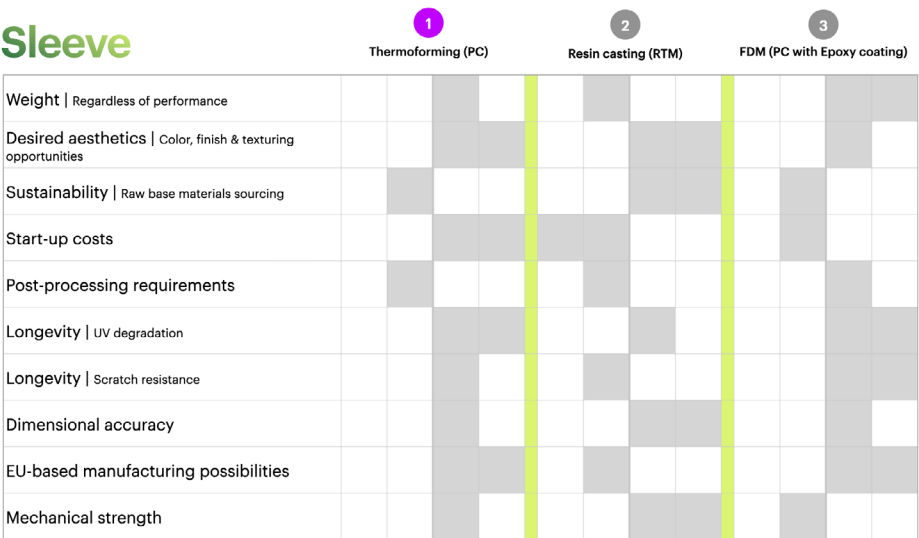 1
2
3
Sleeve
Thermoforming (PC)
Resin casting (RTM)
FDM (PC with Epoxy coating)
Weight | Regardless of performance
Desired aesthetics | Color, finish & texturing
opportunities
Sustainability | Raw base materials sourcing
Start-up costs
Post-processing requirements
Longevity | UV degradation
Longevity | Scratch resistance
Dimensional accuracy
EU-based manufacturing possibilities
Mechanical strength